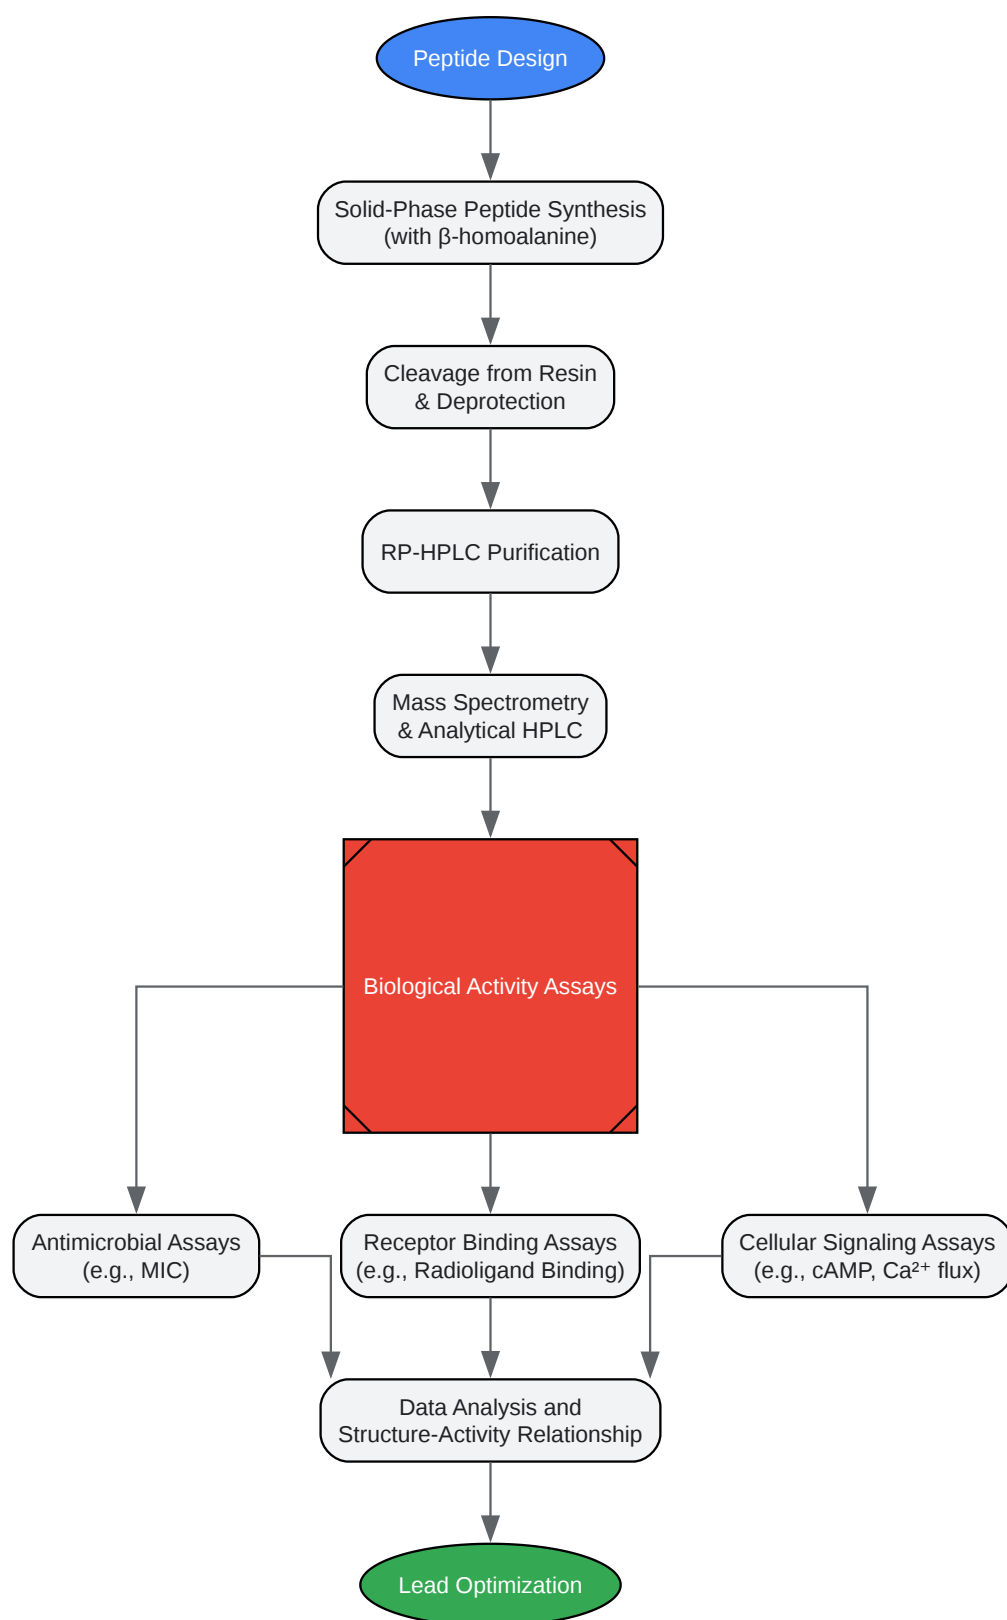 Peptide Design
Solid-Phase Peptide Synthesis
(with β-homoalanine)
Cleavage from Resin
& Deprotection
RP-HPLC Purification
Mass Spectrometry
& Analytical HPLC
Biological Activity Assays
Antimicrobial Assays
(e.g., MIC)
Receptor Binding Assays
(e.g., Radioligand Binding)
Cellular Signaling Assays
(e.g., cAMP, Ca²⁺ flux)
Data Analysis and
Structure-Activity Relationship
Lead Optimization